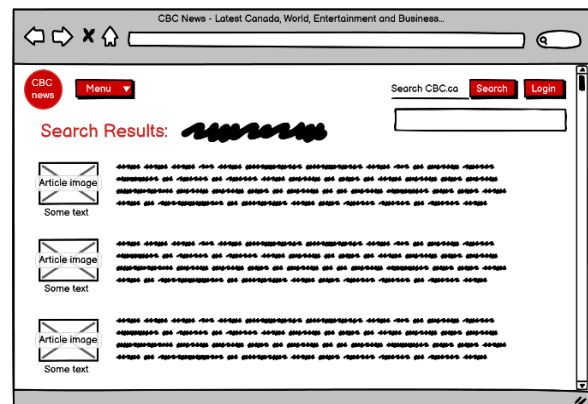 CBC News - Latest Canada, World, Entertainment and Business...
CBC
news
Menu
Search CBC.ca
Search
Login
Search Results:
Article image
Some text
Article image
Some text
Article image
Some text